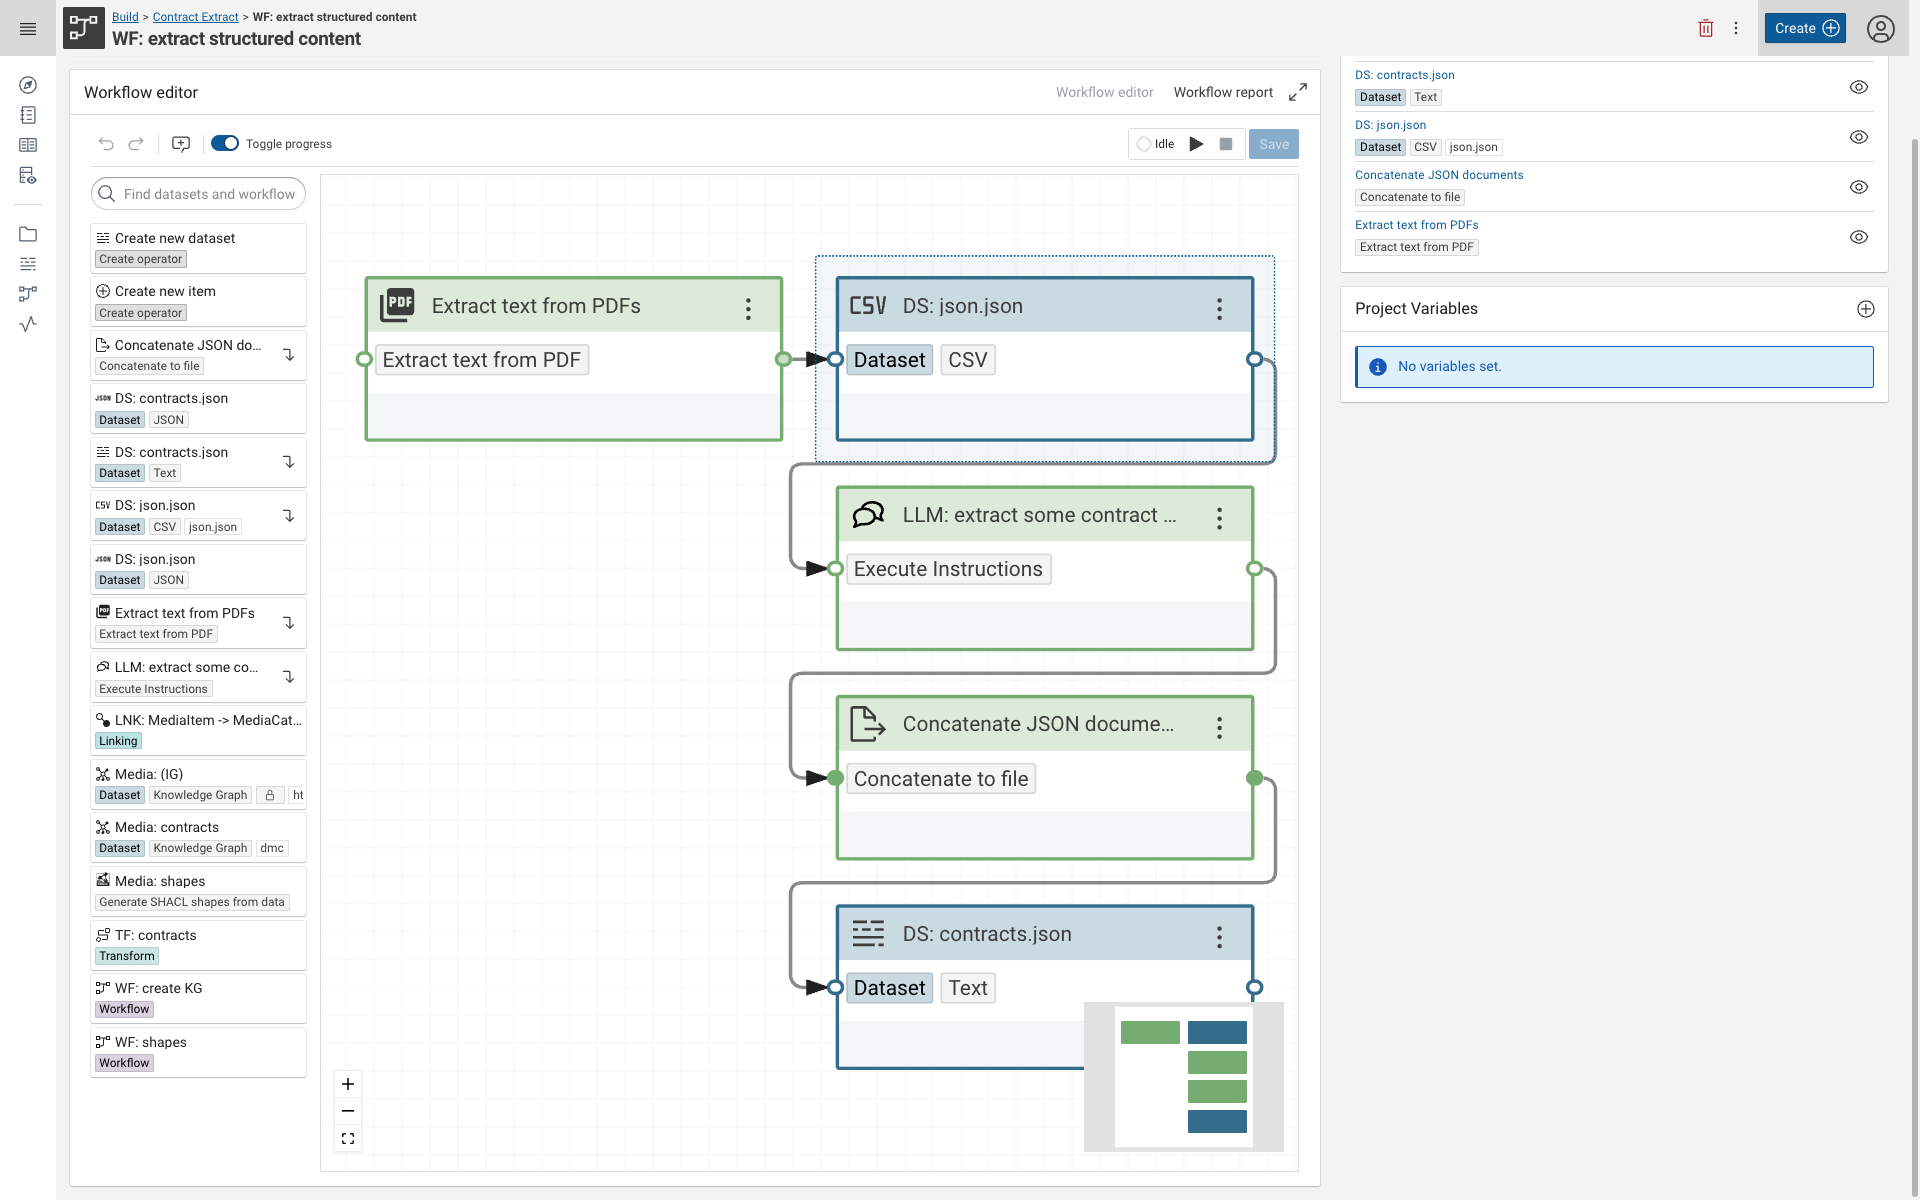 Build > Contract Extract > WF: extract structured content
WF: extract structured content
Create
Workflow editor
Workflow editor
Workflow report
Toggle progress
Idle
Save
Find datasets and workflow
Create new dataset
Create operator
Create new item
Create operator
Concatenate JSON do...
Concatenate to file
JSON DS: contracts.json
Dataset JSON
DS: contracts.json
Dataset Text
CSV DS: json.json
Dataset CSV json.json
JSON DS: json.json
Dataset JSON
PDF Extract text from PDFs
Extract text from PDF
LLM: extract some co...
Execute Instructions
LNK: MediaItem -> MediaCat...
Linking
Media: (IG)
Dataset Knowledge Graph ht
Media: contracts
Dataset Knowledge Graph dmc
Media: shapes
Generate SHACL shapes from data
TF: contracts
Transform
WF: create KG
Workflow
WF: shapes
Workflow
PDF Extract text from PDFs
Extract text from PDF
CSV DS: json.json
Dataset CSV
LLM: extract some contract ...
Execute Instructions
Concatenate JSON docume...
Concatenate to file
DS: contracts.json
Dataset Text
DS: contracts.json
Dataset Text
DS: json.json
Dataset CSV json.json
Concatenate JSON documents
Concatenate to file
Extract text from PDFs
Extract text from PDF
Project Variables
No variables set.